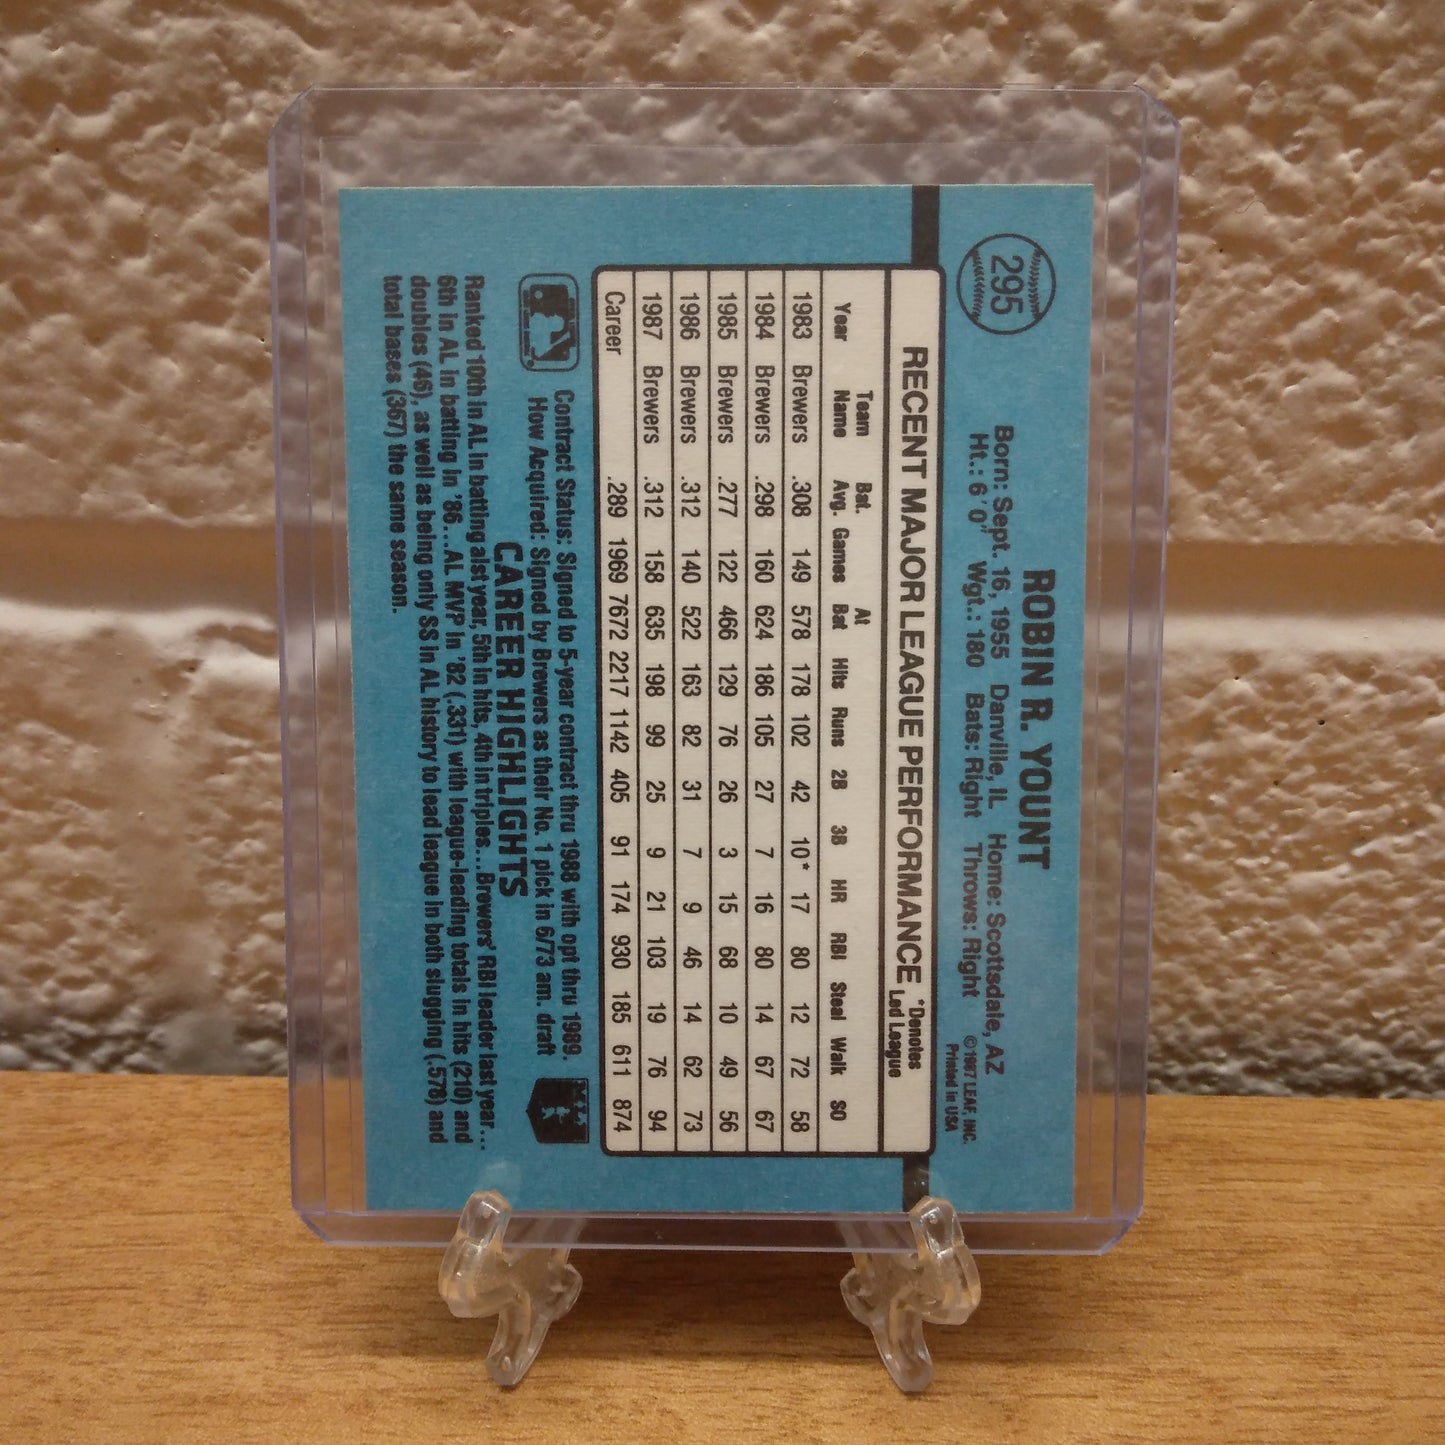 295
ROBIN R. YOUNT
Born: Sept. 16, 1955 Danville, IL Home: Scottsdale, AZ
Ht.: 6'0" Wgt.: 180 Bats: Right Throws: Right
©1987 LEAF, INC.
Printed in USA
RECENT MAJOR LEAGUE PERFORMANCE *Denotes Led League
Year Team Name Bat. Avg. Games At Bat Hits Runs 2B 3B HR RBI Steal Walk SO
1983 Brewers .308 149 578 178 102 42 10* 17 80 12 72 58
1984 Brewers .298 160 624 186 105 27 7 16 80 14 67 67
1985 Brewers .277 122 466 129 76 26 3 15 68 10 49 56
1986 Brewers .312 140 522 163 82 31 7 9 46 14 62 73
1987 Brewers .312 158 635 198 99 25 9 21 103 19 76 94
Career .289 1969 7672 2217 1142 405 91 174 930 185 611 874
Contract Status: Signed to 5-year contract thru 1988 with opt thru 1989.
How Acquired: Signed by Brewers as their No. 1 pick in 6/73 am. draft
CAREER HIGHLIGHTS
Ranked 10th in AL in batting alst year, 5th in hits, 4th in triples...Brewers' RBI leader last year...
6th in AL in batting in '86...AL MVP in '82 (.331) with league-leading totals in hits (210) and
doubles (46), as well as being only SS in AL history to lead league in both slugging (.578) and
total bases (367) the same season.